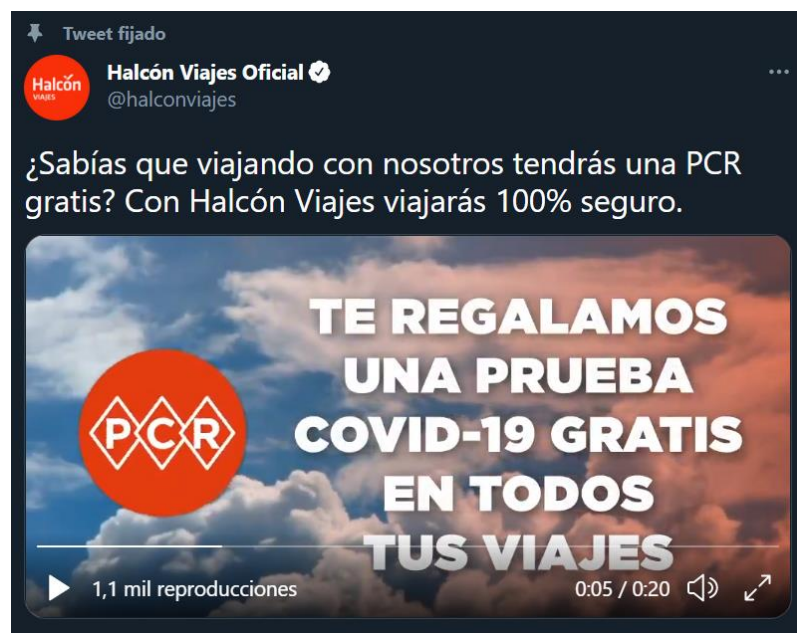 Tweet fijado
Halcón
VIAJES
Halcón Viajes Oficial
@halconviajes
¿Sabías que viajando con nosotros tendrás una PCR
gratis? Con Halcón Viajes viajarás 100% seguro.
TE REGALAMOS
UNA PRUEBA
PCR
COVID-19 GRATIS
EN TODOS
TUS VIAJES
1,1 mil reproducciones
0:05 / 0:20